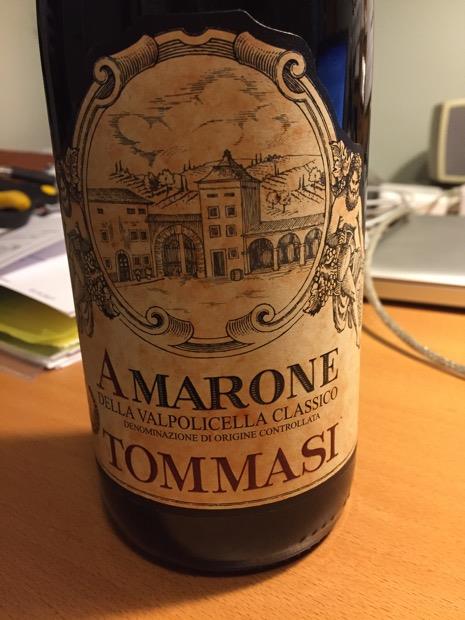 AMARONE
DELLA VALPOLICELLA CLASSICO
DENOMINAZIONE DI ORIGINE CONTROLLATA
TOMMASI